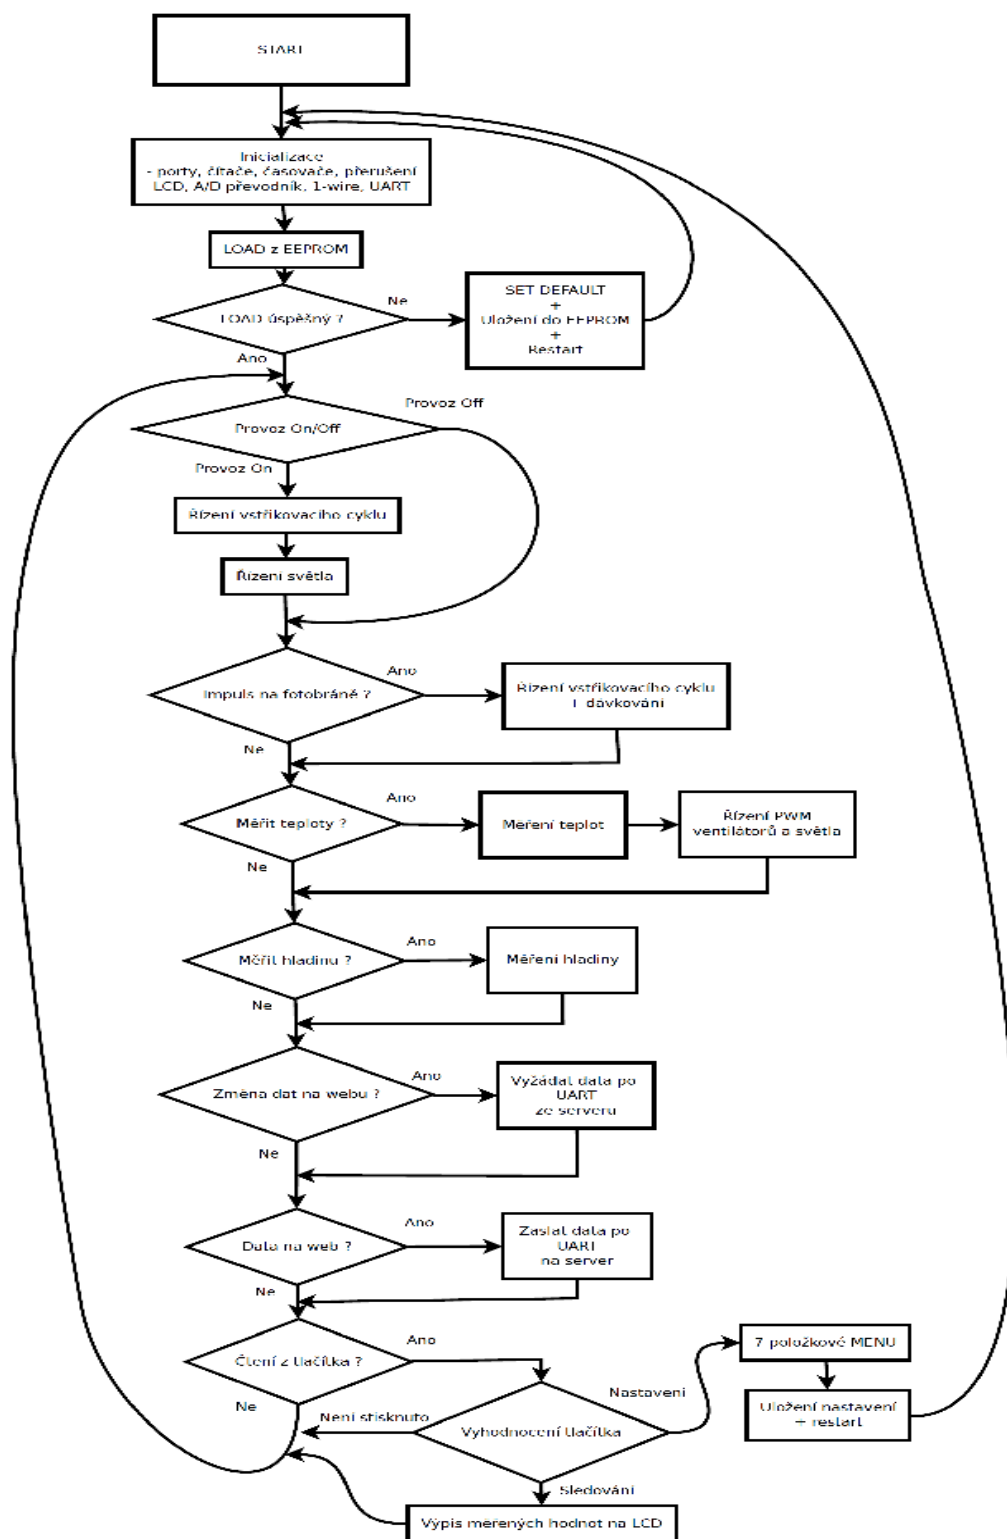 START
Inicializace
- porty, čítače, časovače, přerušení
LCD, A/D převodník, 1-wire, UART
LOAD z EEPROM
LOAD úspěšný ?
Ne
SET DEFAULT
+
Uložení do EEPROM
+
Restart
Ano
Provoz On/Off
Provoz Off
Provoz On
Řízení vstřikovacího cyklu
Řízení světla
Impuls na fotobráně ?
Ano
Řízení vstřikovacího cyklu
+ dávkování
Ne
Měřit teploty ?
Ano
Měření teplot
Řízení PWM
ventilátorů a světla
Ne
Měřit hladinu ?
Ano
Měření hladiny
Ne
Změna dat na webu ?
Ano
Vyžádat data po
UART
ze serveru
Ne
Data na web ?
Ano
Zaslat data po
UART
na server
Ne
Čtení z tlačítka ?
Ano
7 položkové MENU
Nastavení
Uložení nastavení
+ restart
Ne
Není stisknuto
Vyhodnocení tlačítka
Sledování
Výpis měřených hodnot na LCD